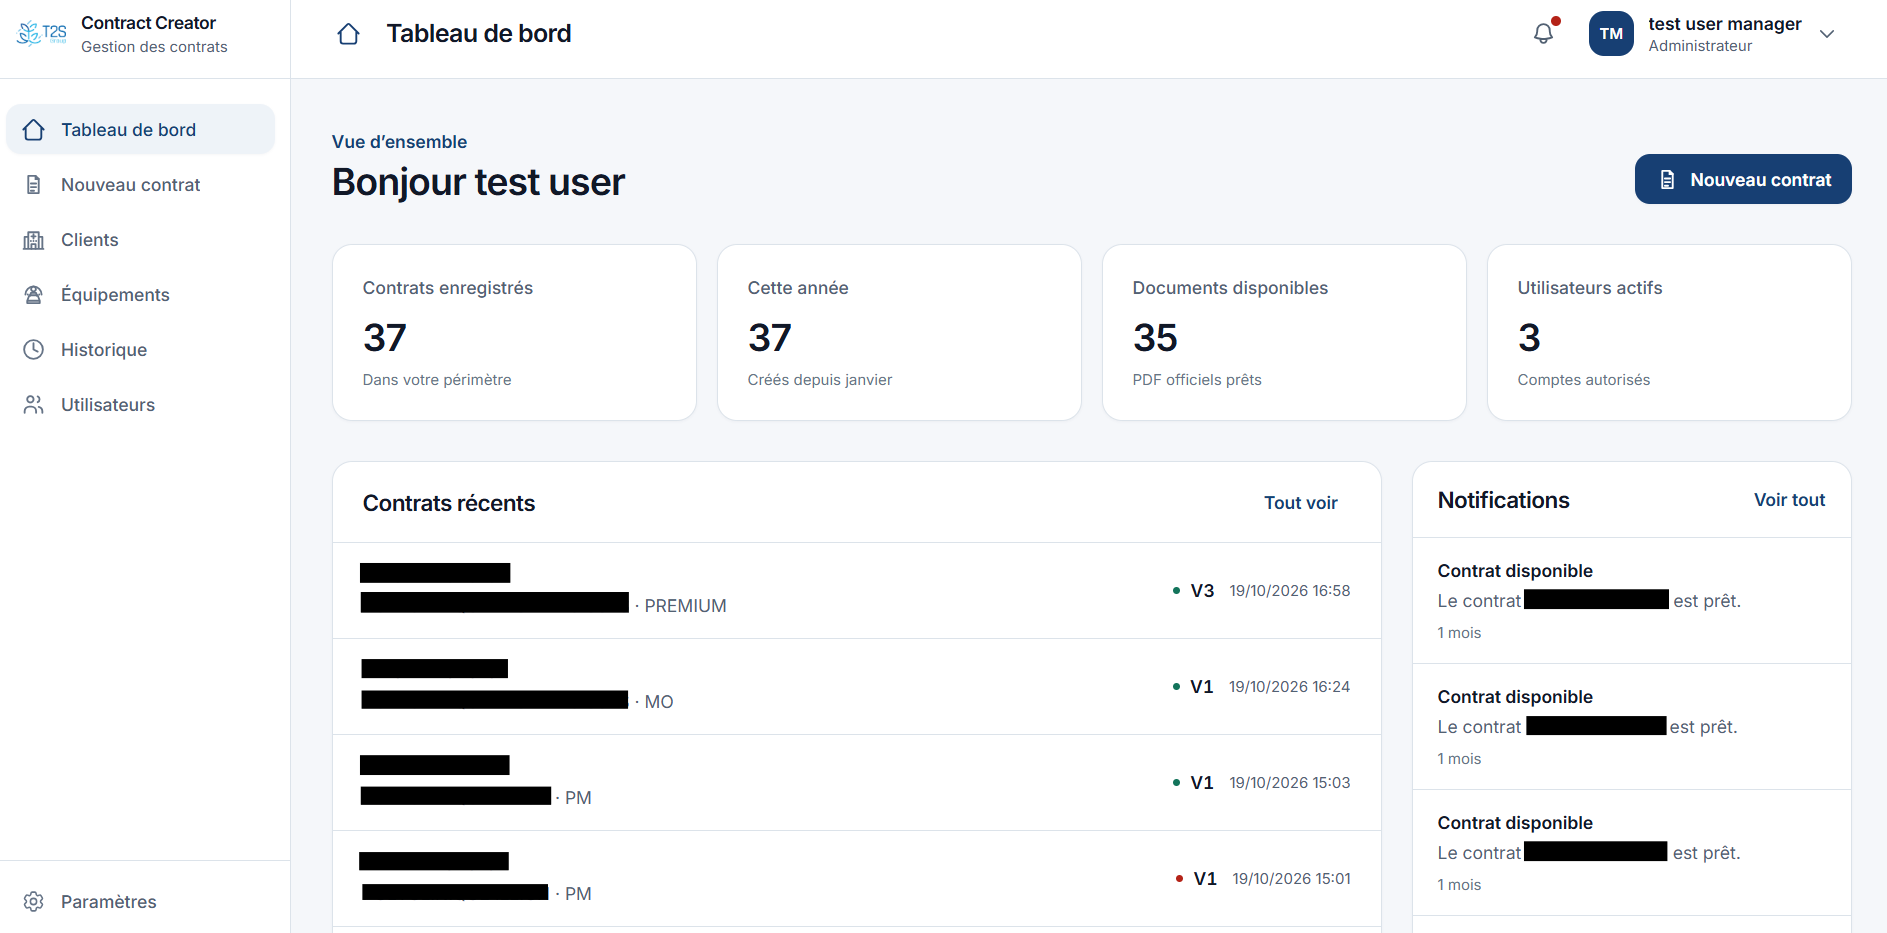 T2S
Contract Creator
Gestion des contrats
Tableau de bord
TM
test user manager
Administrateur
Tableau de bord
Nouveau contrat
Clients
Équipements
Historique
Utilisateurs
Paramètres
Vue d’ensemble
Bonjour test user
Nouveau contrat
Contrats enregistrés
37
Dans votre périmètre
Cette année
37
Créés depuis janvier
Documents disponibles
35
PDF officiels prêts
Utilisateurs actifs
3
Comptes autorisés
Contrats récents
Tout voir
· PREMIUM
V3 19/10/2026 16:58
· MO
V1 19/10/2026 16:24
· PM
V1 19/10/2026 15:03
· PM
V1 19/10/2026 15:01
Notifications
Voir tout
Contrat disponible
Le contrat est prêt.
1 mois
Contrat disponible
Le contrat est prêt.
1 mois
Contrat disponible
Le contrat est prêt.
1 mois